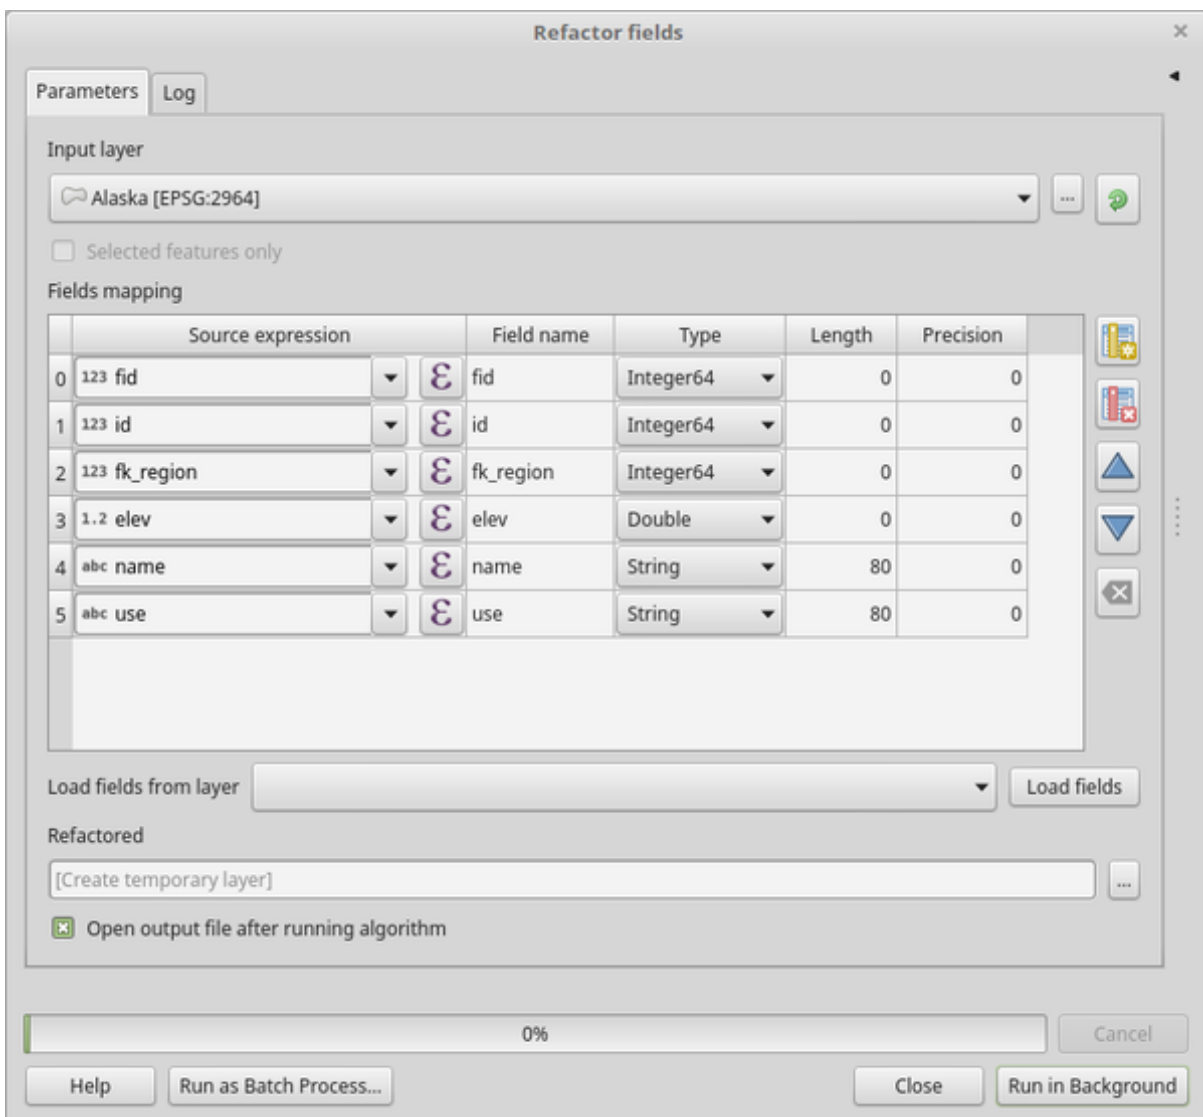 Refactor fields
Parameters Log
Input layer
Alaska [EPSG:2964] ...
Selected features only
Fields mapping
Source expression Field name Type Length Precision
0 123 fid ε fid Integer64 0 0
1 123 id ε id Integer64 0 0
2 123 fk_region ε fk_region Integer64 0 0
3 1.2 elev ε elev Double 0 0
4 abc name ε name String 80 0
5 abc use ε use String 80 0
Load fields from layer Load fields
Refactored
[Create temporary layer] ...
Open output file after running algorithm
0% Cancel
Help Run as Batch Process... Close Run in Background